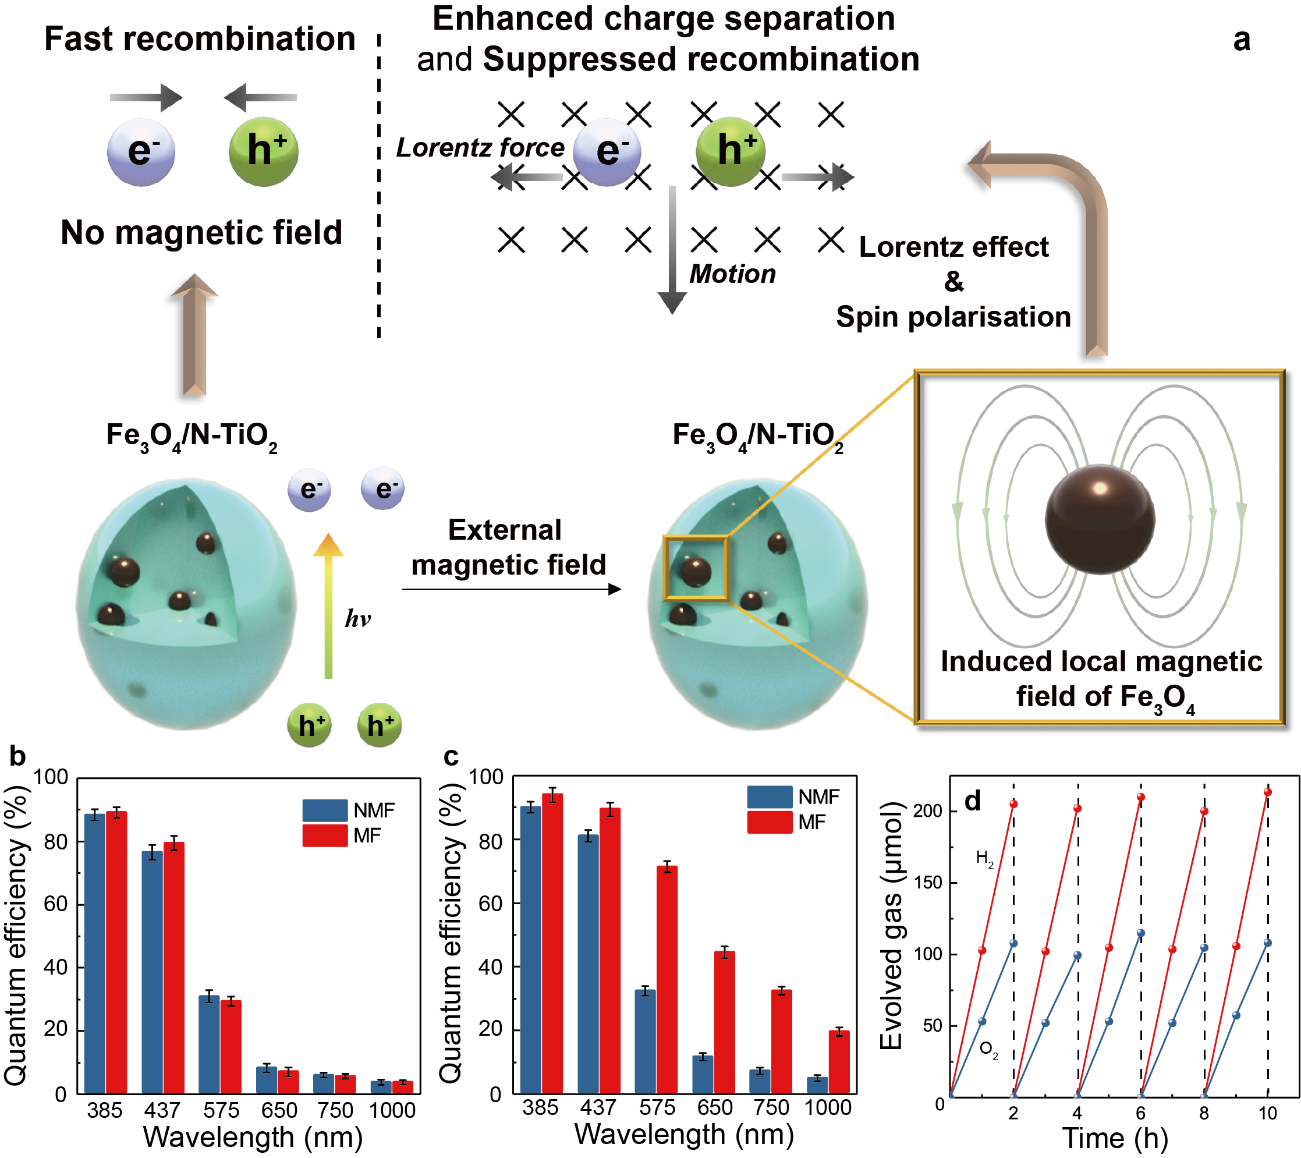 Fast recombination
Enhanced charge separation
and Suppressed recombination
a
e⁻
h⁺
Lorentz force
e⁻
h⁺
No magnetic field
Motion
Lorentz effect
&
Spin polarisation
Fe₃O₄/N-TiO₂
e⁻ e⁻
hν
h⁺ h⁺
External
magnetic field
Fe₃O₄/N-TiO₂
Induced local magnetic
field of Fe₃O₄
b
Quantum efficiency (%)
100
80
60
40
20
0
NMF
MF
385 437 575 650 750 1000
Wavelength (nm)
c
Quantum efficiency (%)
100
80
60
40
20
0
NMF
MF
385 437 575 650 750 1000
Wavelength (nm)
d
Evolved gas (μmol)
200
150
100
50
0
H₂
O₂
2 4 6 8 10
Time (h)